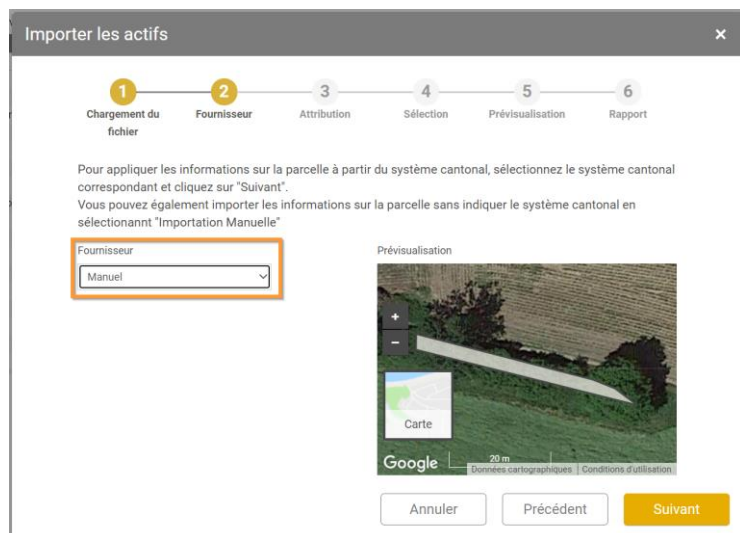 Importer les actifs ×
1 2 3 4 5 6
Chargement du Fournisseur Attribution Sélection Prévisualisation Rapport
fichier
Pour appliquer les informations sur la parcelle à partir du système cantonal, sélectionnez le système cantonal
correspondant et cliquez sur "Suivant".
Vous pouvez également importer les informations sur la parcelle sans indiquer le système cantonal en
sélectionannt "Importation Manuelle"
Fournisseur
Manuel
Prévisualisation
+
−
Carte
Google
20 m
Données cartographiques Conditions d'utilisation
Annuler Précédent Suivant